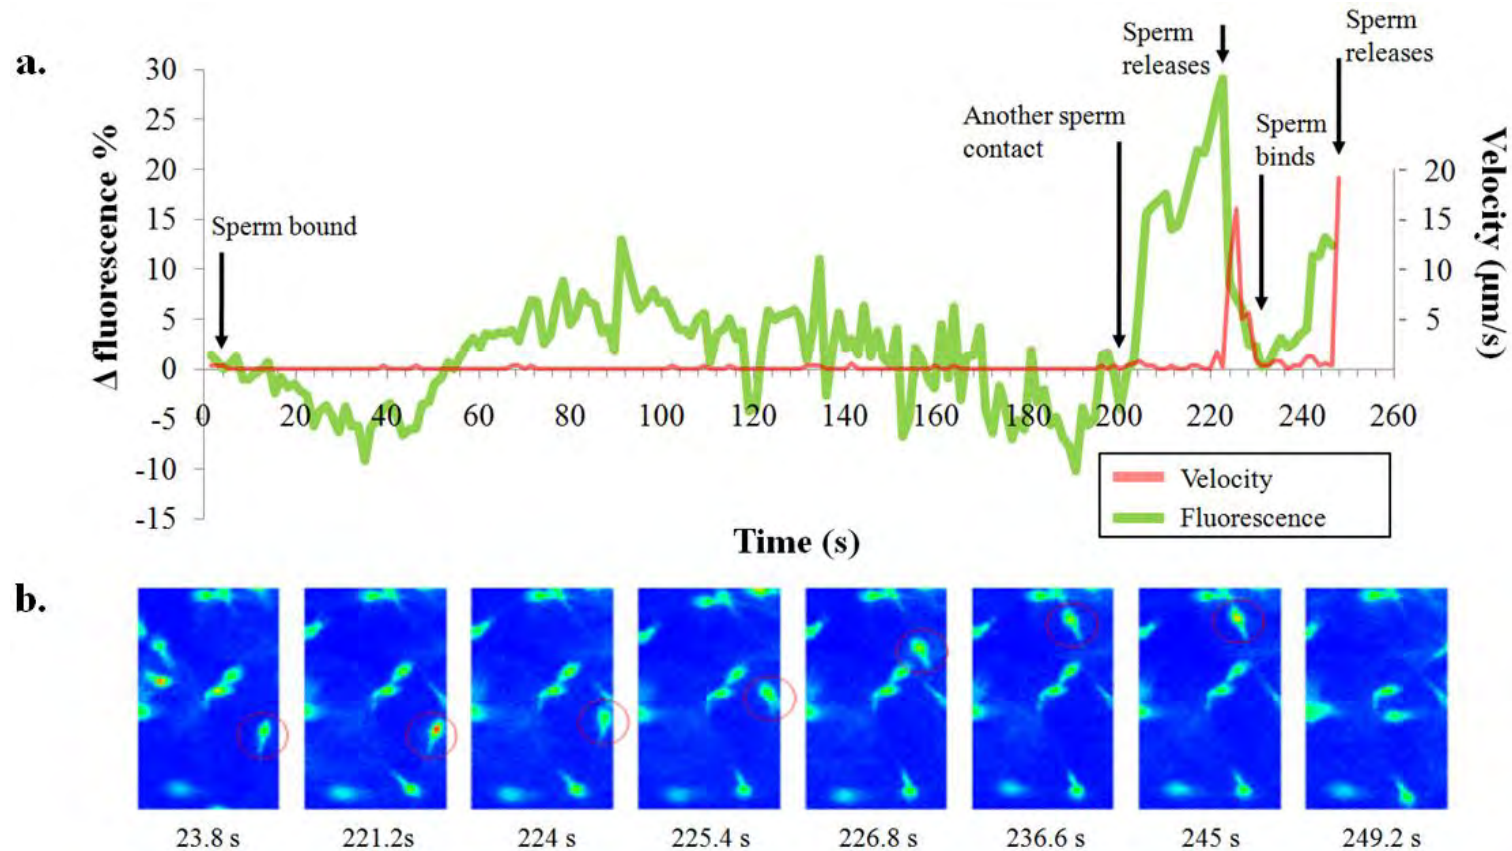 a.
Sperm
releases
Sperm
releases
Another sperm
contact
Sperm
binds
Sperm bound
Δ fluorescence %
30
25
20
15
10
5
0
-5
-10
-15
Velocity (μm/s)
20
15
10
5
0 20 40 60 80 100 120 140 160 180 200 220 240 260
Time (s)
Velocity
Fluorescence
b.
23.8 s 221.2s 224 s 225.4 s 226.8 s 236.6 s 245 s 249.2 s